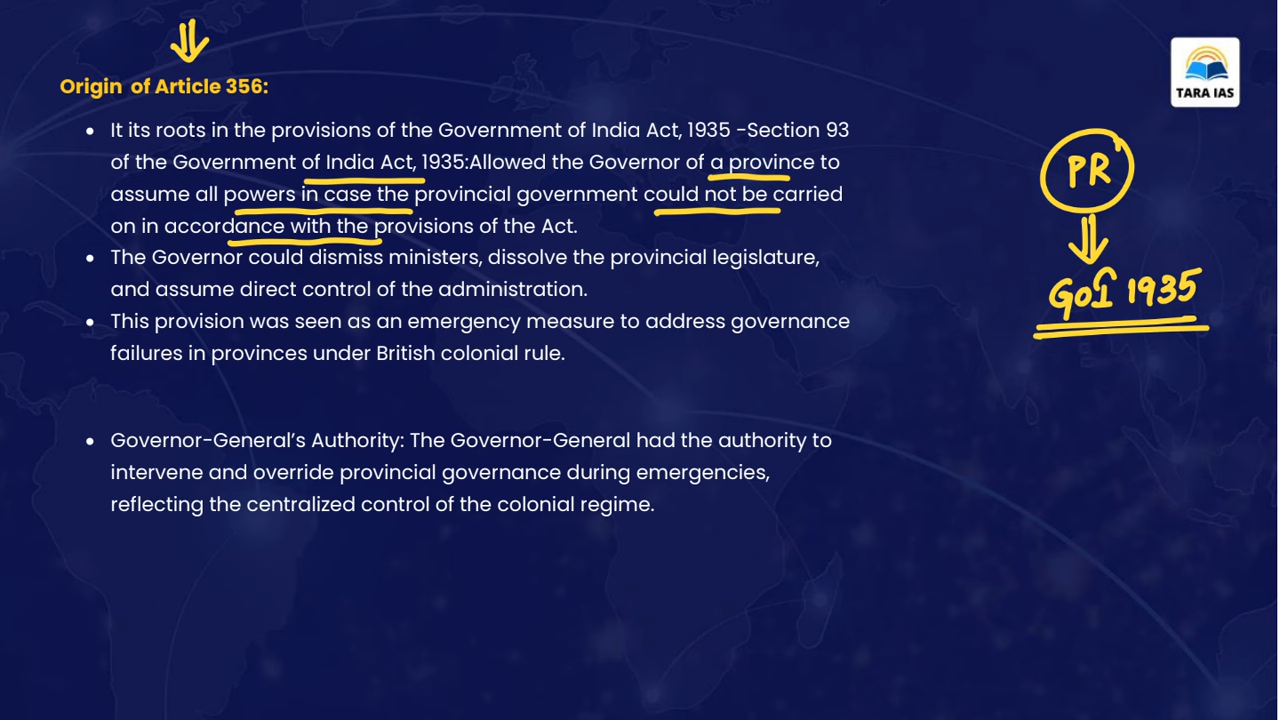 Origin of Article 356:
TARA IAS
• It its roots in the provisions of the Government of India Act, 1935 -Section 93
of the Government of India Act, 1935:Allowed the Governor of a province to
assume all powers in case the provincial government could not be carried
on in accordance with the provisions of the Act.
• The Governor could dismiss ministers, dissolve the provincial legislature,
and assume direct control of the administration.
• This provision was seen as an emergency measure to address governance
failures in provinces under British colonial rule.
• Governor-General’s Authority: The Governor-General had the authority to
intervene and override provincial governance during emergencies,
reflecting the centralized control of the colonial regime.
PR
GoI 1935